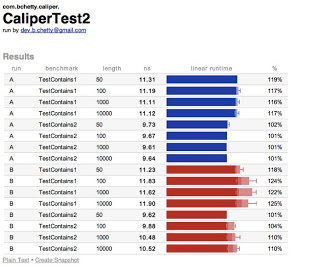 com.bchetty.caliper.
CaliperTest2
run by dev.b.chetty@gmail.com
Results
run benchmark length ns linear runtime %
A TestContains1 50 11.31 119%
A TestContains1 100 11.19 117%
A TestContains1 1000 11.11 116%
A TestContains1 10000 11.12 117%
A TestContains2 50 9.73 102%
A TestContains2 100 9.67 101%
A TestContains2 1000 9.61 101%
A TestContains2 10000 9.64 101%
B TestContains1 50 11.23 118%
B TestContains1 100 11.83 124%
B TestContains1 1000 11.62 122%
B TestContains1 10000 11.90 125%
B TestContains2 50 9.62 101%
B TestContains2 100 9.88 104%
B TestContains2 1000 10.48 110%
B TestContains2 10000 10.52 110%
Plain Text • Create Snapshot